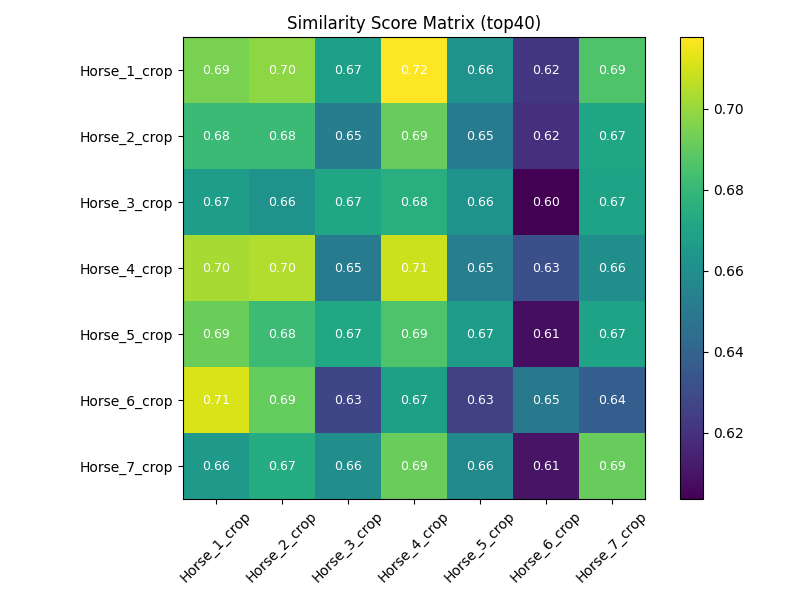 Similarity Score Matrix (top40)
Horse_1_crop 0.69 0.70 0.67 0.72 0.66 0.62 0.69
Horse_2_crop 0.68 0.68 0.65 0.69 0.65 0.62 0.67
Horse_3_crop 0.67 0.66 0.67 0.68 0.66 0.60 0.67
Horse_4_crop 0.70 0.70 0.65 0.71 0.65 0.63 0.66
Horse_5_crop 0.69 0.68 0.67 0.69 0.67 0.61 0.67
Horse_6_crop 0.71 0.69 0.63 0.67 0.63 0.65 0.64
Horse_7_crop 0.66 0.67 0.66 0.69 0.66 0.61 0.69
Horse_1_crop Horse_2_crop Horse_3_crop Horse_4_crop Horse_5_crop Horse_6_crop Horse_7_crop
0.70
0.68
0.66
0.64
0.62